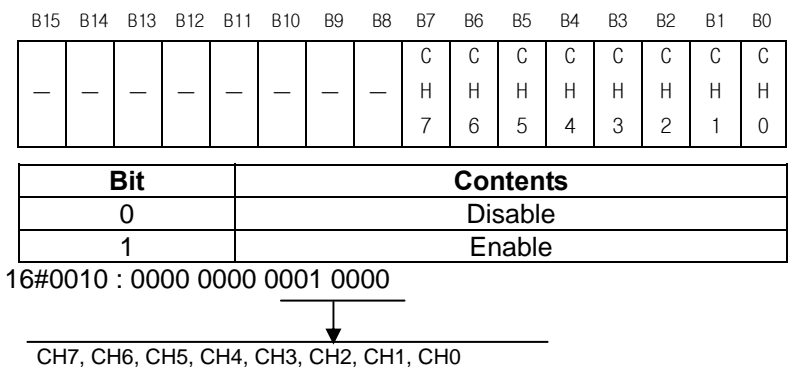 B15 B14 B13 B12 B11 B10 B9 B8 B7 B6 B5 B4 B3 B2 B1 B0
— — — — — — — — CH7 CH6 CH5 CH4 CH3 CH2 CH1 CH0
Bit Contents
0 Disable
1 Enable
16#0010 : 0000 0000 0001 0000
CH7, CH6, CH5, CH4, CH3, CH2, CH1, CH0